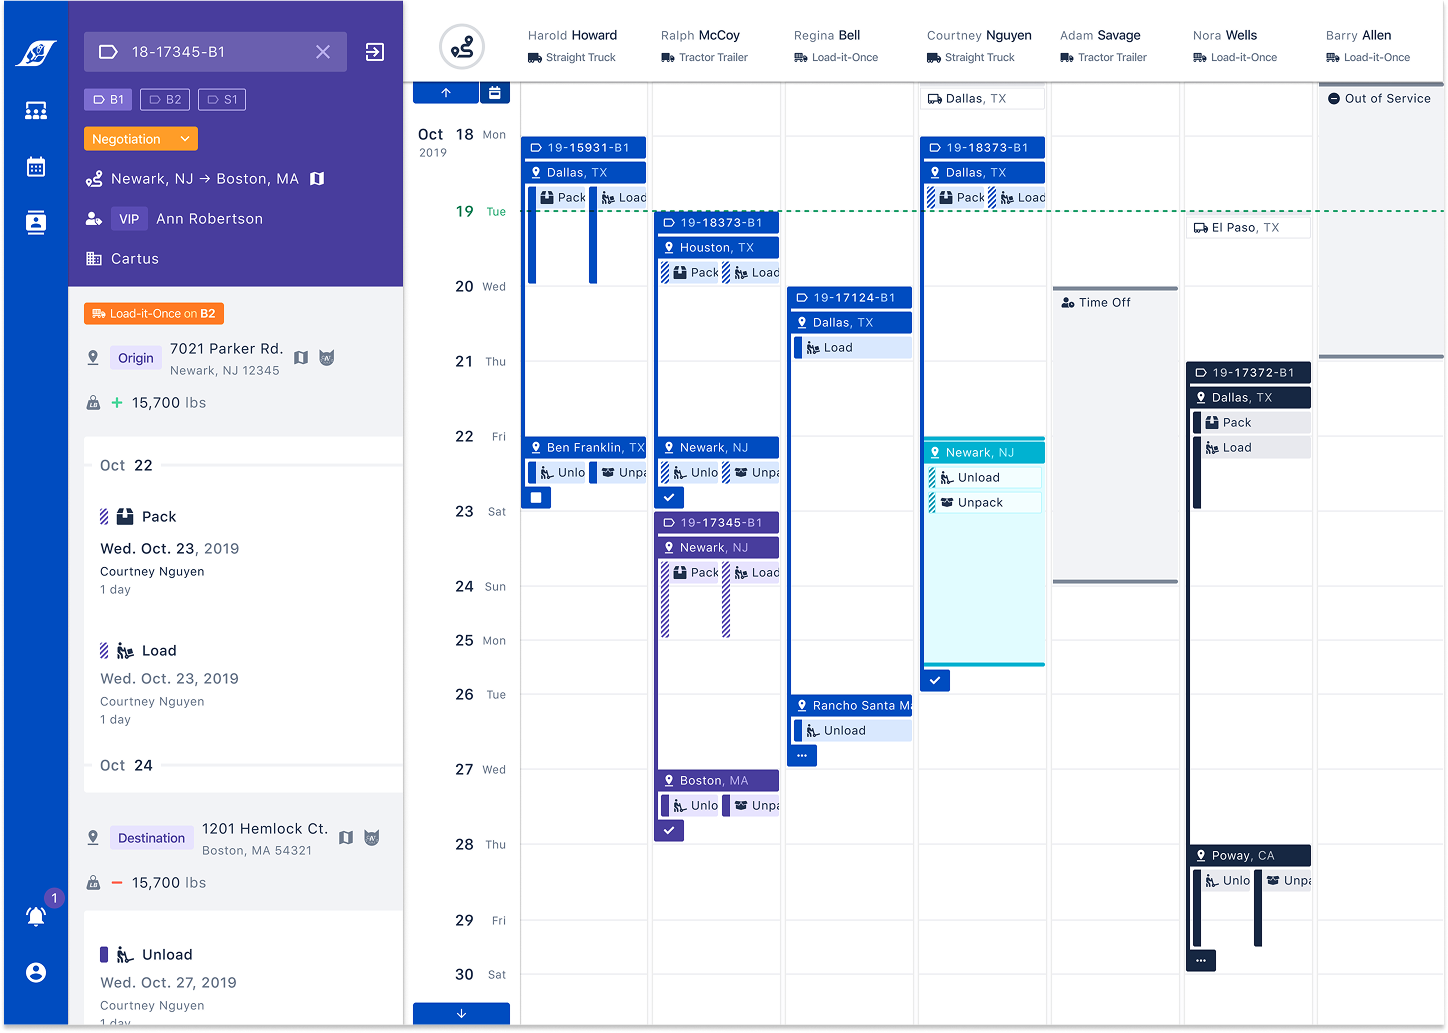 18-17345-B1
B1
B2
S1
Negotiation
Newark, NJ → Boston, MA
VIP Ann Robertson
Cartus
Load-it-Once on B2
Origin
7021 Parker Rd.
Newark, NJ 12345
LB + 15,700 lbs
Oct 22
Pack
Wed. Oct. 23, 2019
Courtney Nguyen
1 day
Load
Wed. Oct. 23, 2019
Courtney Nguyen
1 day
Oct 24
Destination
1201 Hemlock Ct.
Boston, MA 54321
LB − 15,700 lbs
Unload
Wed. Oct. 27, 2019
Courtney Nguyen
1 day
1
Harold Howard
Straight Truck
Ralph McCoy
Tractor Trailer
Regina Bell
Load-it-Once
Courtney Nguyen
Straight Truck
Adam Savage
Tractor Trailer
Nora Wells
Load-it-Once
Barry Allen
Load-it-Once
Oct 18 Mon
2019
19 Tue
20 Wed
21 Thu
22 Fri
23 Sat
24 Sun
25 Mon
26 Tue
27 Wed
28 Thu
29 Fri
30 Sat
19-15931-B1
Dallas, TX
Pack
Load
Ben Franklin, TX
Unlo
Unpa
19-18373-B1
Houston, TX
Pack
Load
Newark, NJ
Unlo
Unpa
19-17345-B1
Newark, NJ
Pack
Load
Boston, MA
Unlo
Unpa
19-17124-B1
Dallas, TX
Load
Rancho Santa Ma
Unload
Dallas, TX
19-18373-B1
Dallas, TX
Pack
Load
Newark, NJ
Unload
Unpack
Time Off
El Paso, TX
19-17372-B1
Dallas, TX
Pack
Load
Poway, CA
Unlo
Unpa
Out of Service